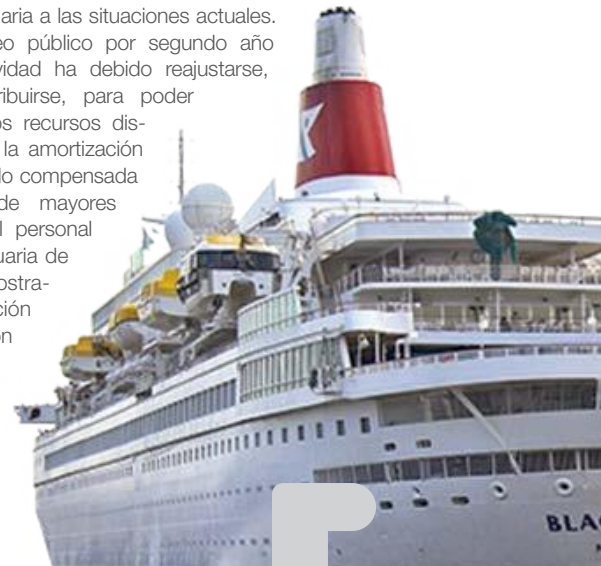 aria a las situaciones actuales.
eo público por segundo año
vidad ha debido reajustarse,
ribuirse, para poder
os recursos dis-
la amortización
do compensada
de mayores
l personal
uaria de
ostra-
ción
ón
BLA